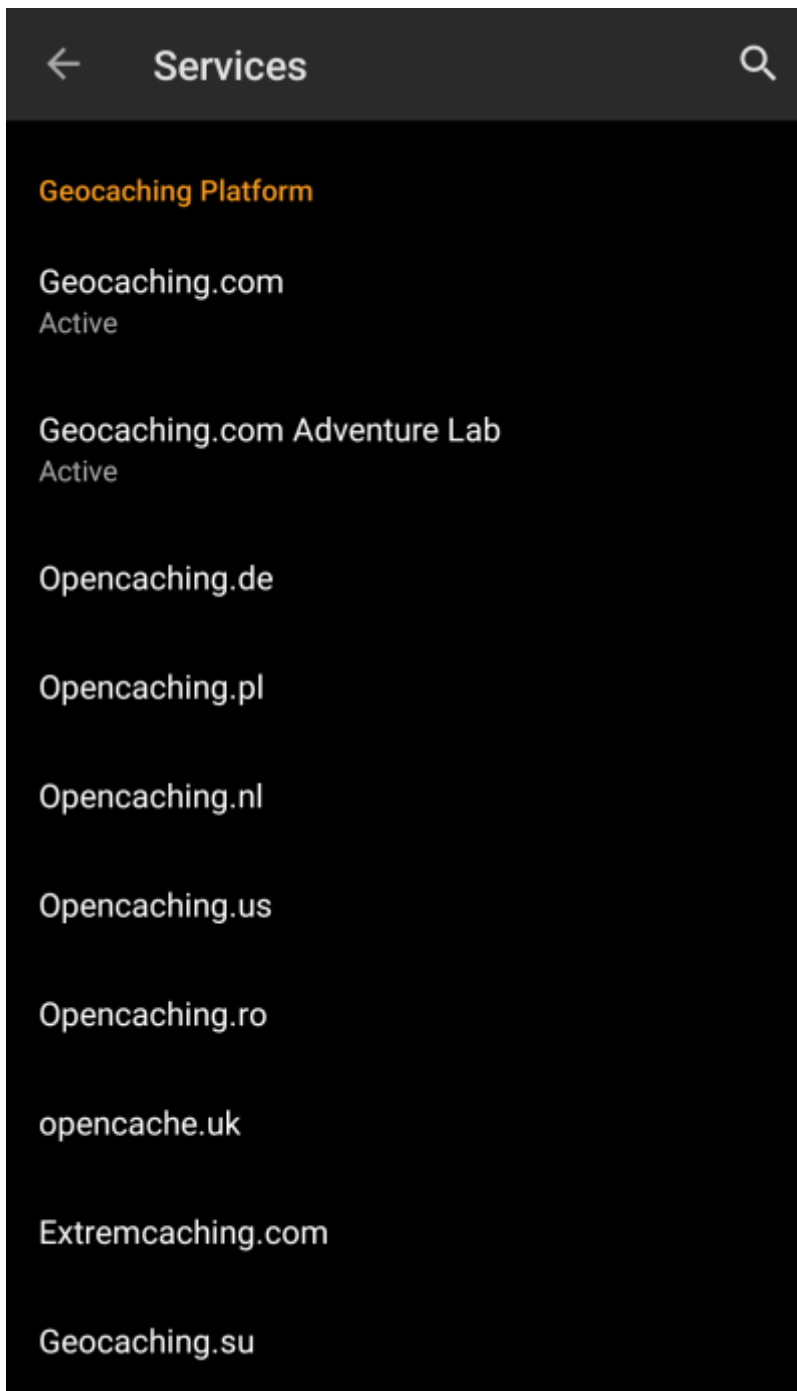 Services
Geocaching Platform
Geocaching.com
Active
Geocaching.com Adventure Lab
Active
Opencaching.de
Opencaching.pl
Opencaching.nl
Opencaching.us
Opencaching.ro
opencache.uk
Extremcaching.com
Geocaching.su